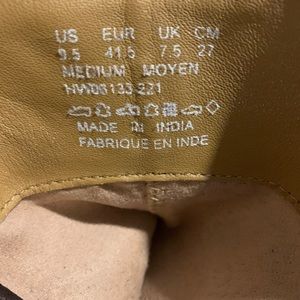 US EUR UK CM
9.5 41.5 7.5 27
MEDIUM MOYEN
HW06133-221
MADE IN INDIA
FABRIQUE EN INDE